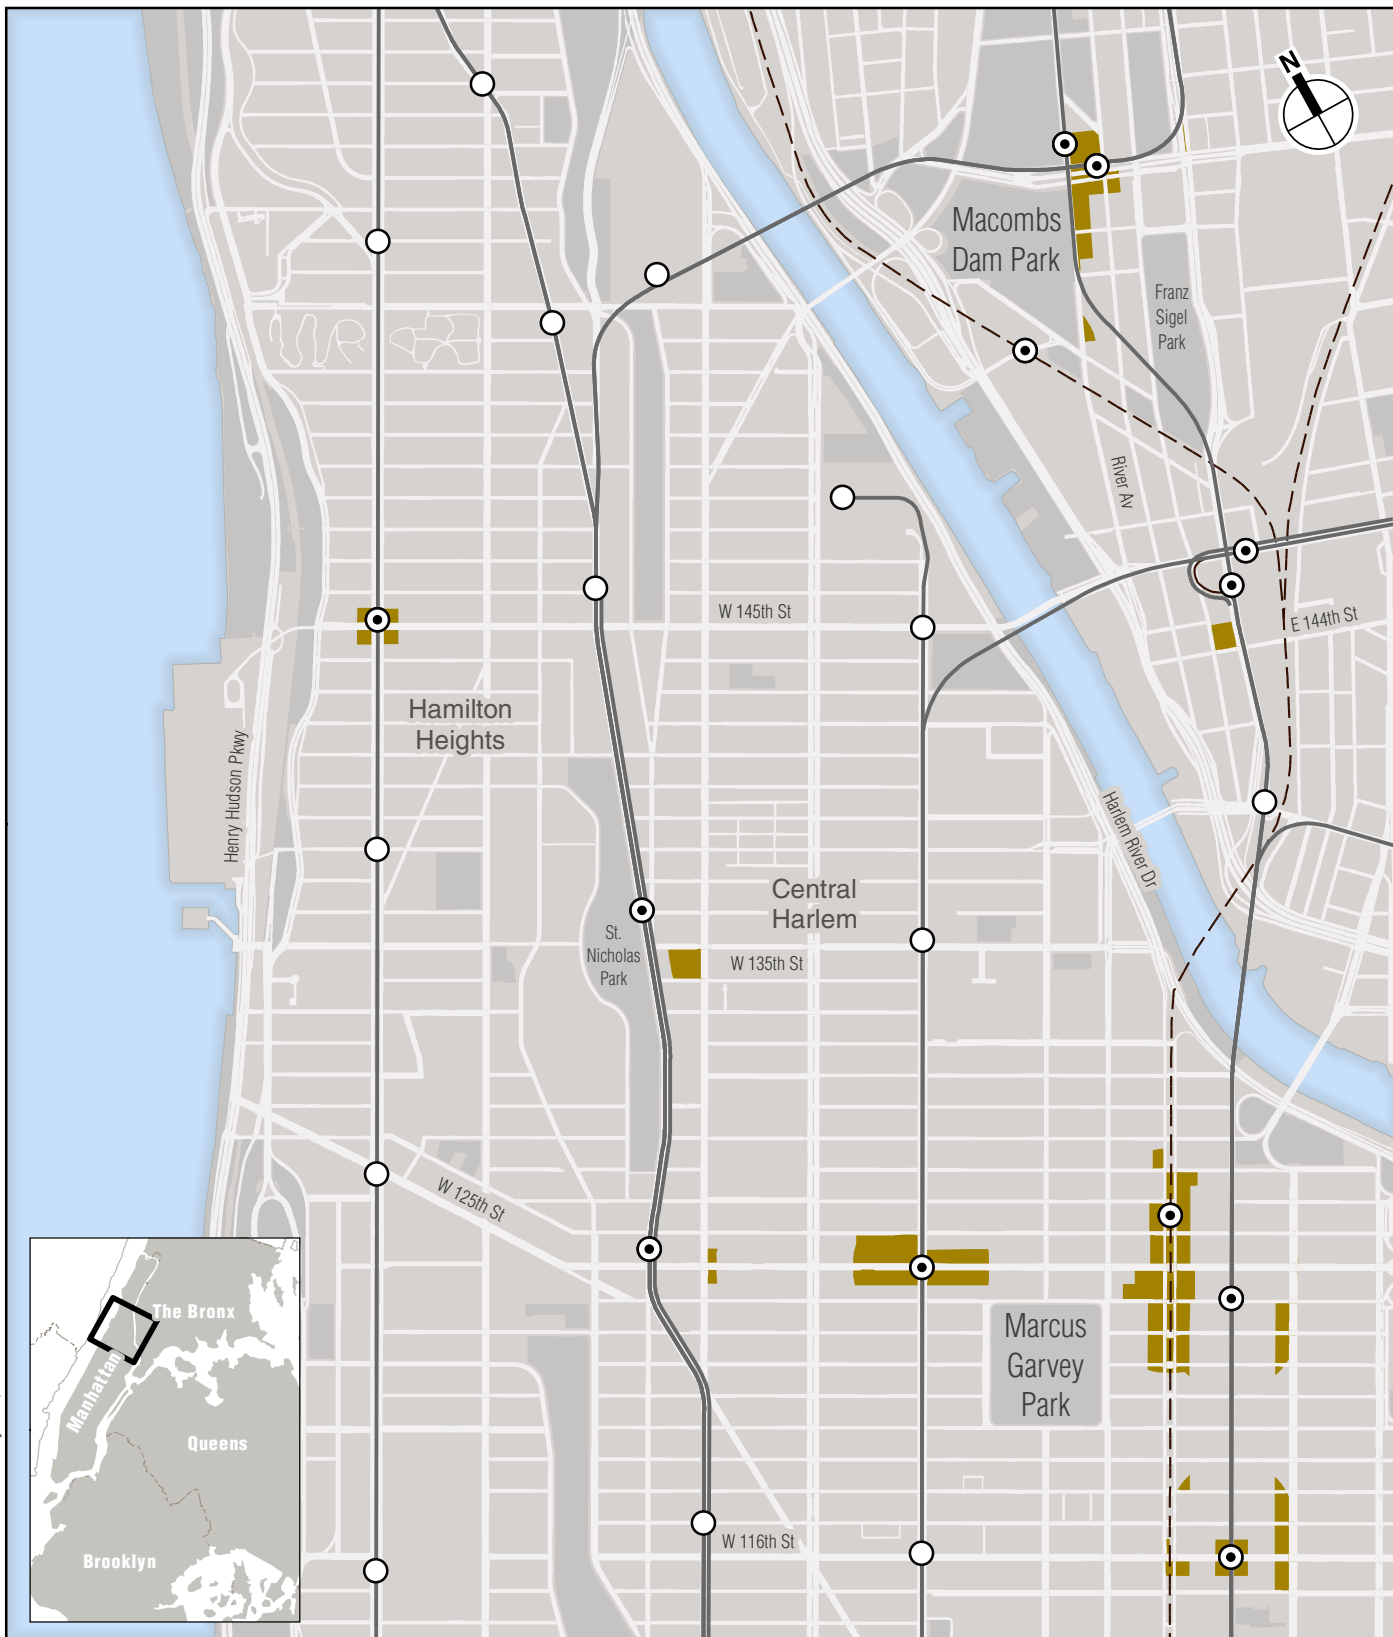 N
Macombs
Dam Park
Franz
Sigel
Park
River Av
W 145th St
E 144th St
Hamilton
Heights
Henry Hudson Pkwy
Harlem River Dr
Central
Harlem
St.
Nicholas
Park
W 135th St
W 125th St
Marcus
Garvey
Park
W 116th St
The Bronx
Manhattan
Queens
Brooklyn